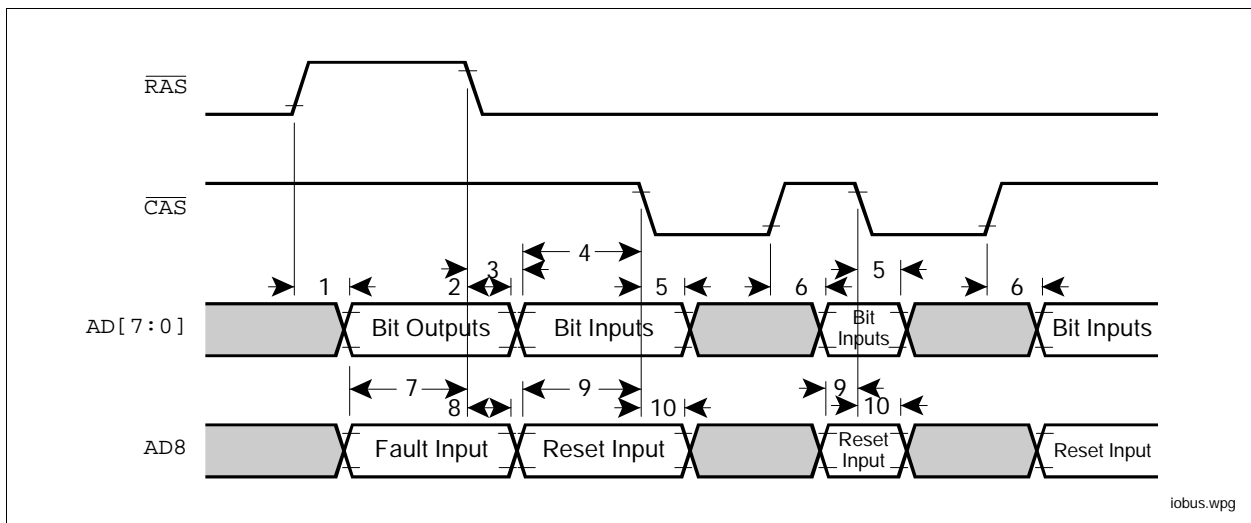 RAS
CAS
4
3
1 2 5 6 5 6
AD[7:0] Bit Outputs Bit Inputs Bit Inputs Bit Inputs
7 9 9
8 10 10
AD8 Fault Input Reset Input Reset Input Reset Input
iobus.wpg